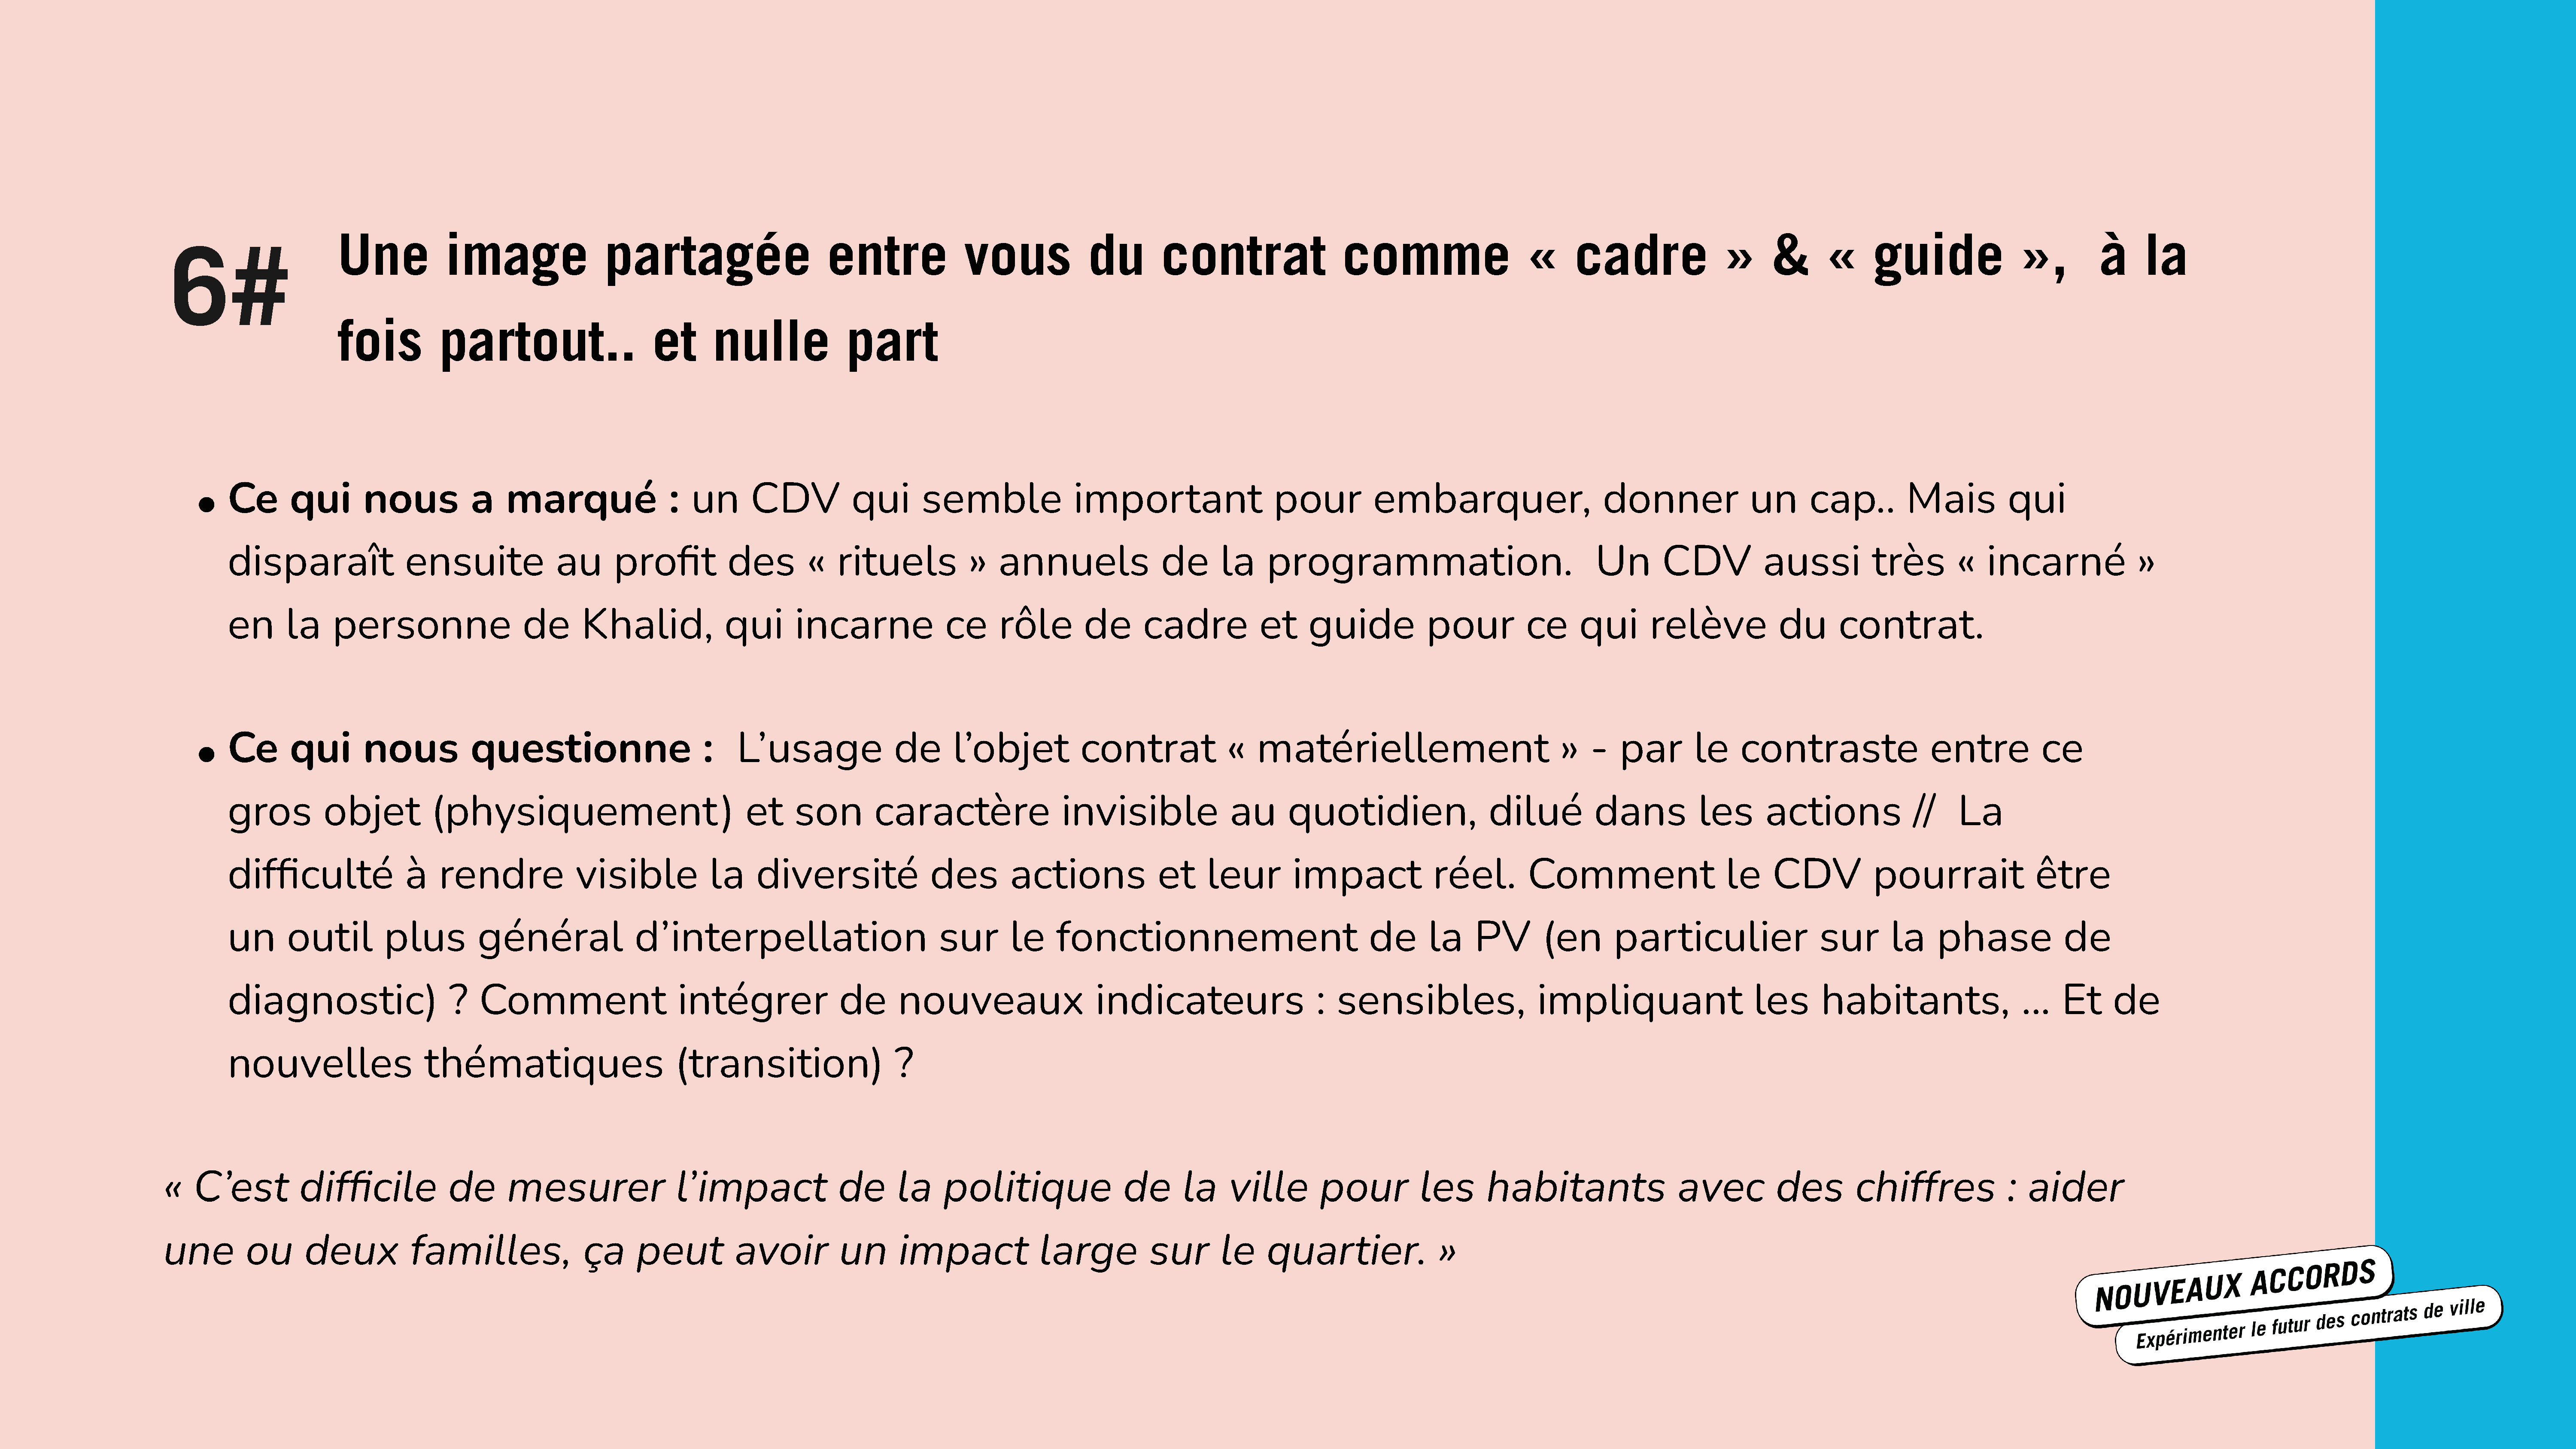 6#
Une image partagée entre vous du contrat comme « cadre » & « guide », à la
fois partout.. et nulle part
• Ce qui nous a marqué : un CDV qui semble important pour embarquer, donner un cap.. Mais qui
disparaît ensuite au profit des « rituels » annuels de la programmation. Un CDV aussi très « incarné »
en la personne de Khalid, qui incarne ce rôle de cadre et guide pour ce qui relève du contrat.
• Ce qui nous questionne : L’usage de l’objet contrat « matériellement » - par le contraste entre ce
gros objet (physiquement) et son caractère invisible au quotidien, dilué dans les actions // La
difficulté à rendre visible la diversité des actions et leur impact réel. Comment le CDV pourrait être
un outil plus général d’interpellation sur le fonctionnement de la PV (en particulier sur la phase de
diagnostic) ? Comment intégrer de nouveaux indicateurs : sensibles, impliquant les habitants, ... Et de
nouvelles thématiques (transition) ?
« C’est difficile de mesurer l’impact de la politique de la ville pour les habitants avec des chiffres : aider
une ou deux familles, ça peut avoir un impact large sur le quartier. »
NOUVEAUX ACCORDS
Expérimenter le futur des contrats de ville